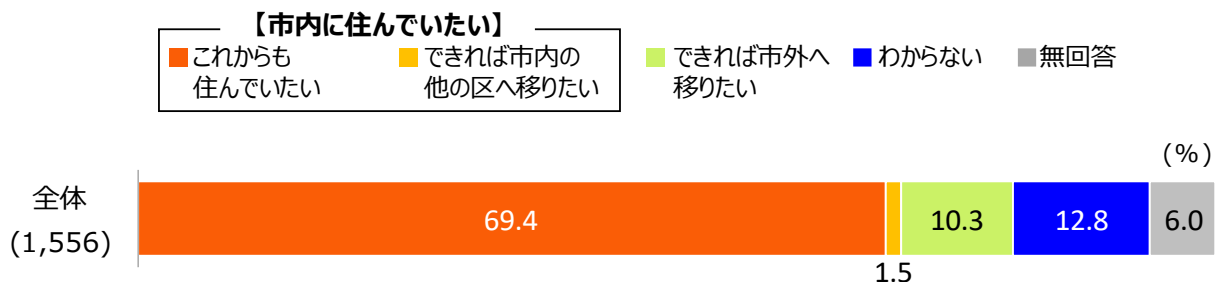 【市内に住んでいたい】
これからも
住んでいたい
できれば市内の
他の区へ移りたい
できれば市外へ
移りたい
わからない
無回答
(%)
全体
(1,556)
69.4
1.5
10.3
12.8
6.0